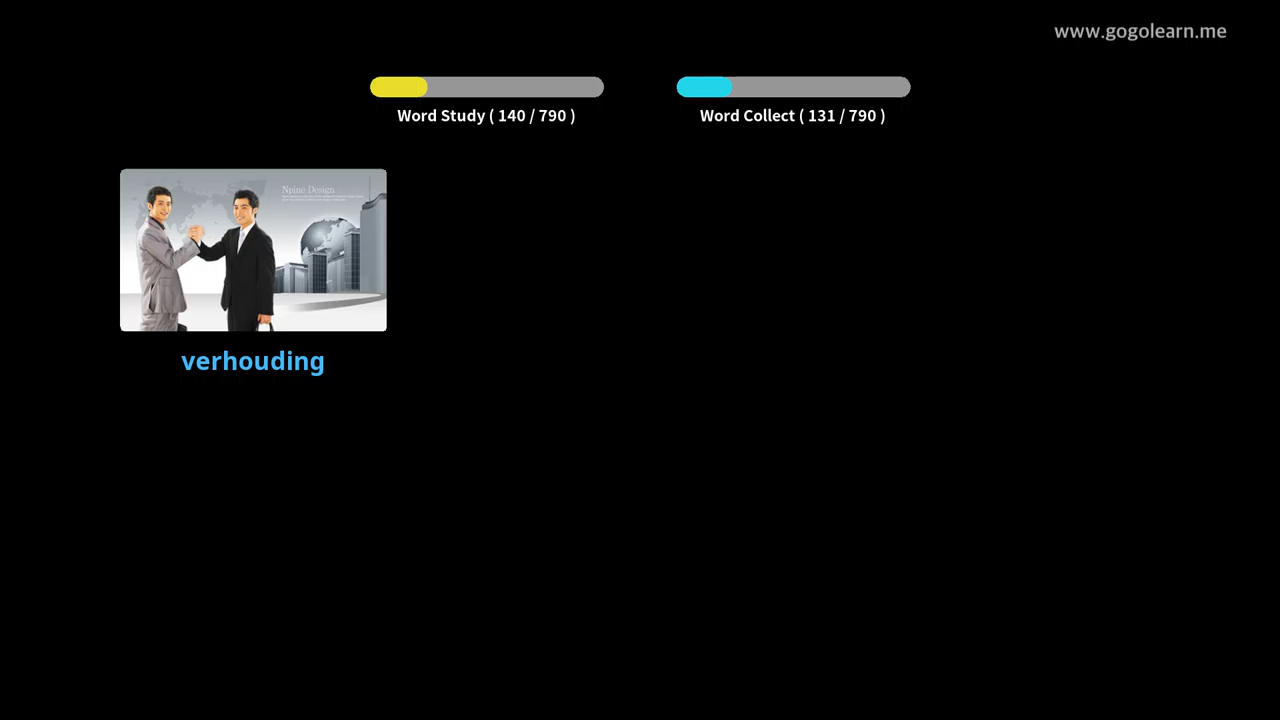 www.gogolearn.me
Word Study ( 140 / 790 )
Word Collect ( 131 / 790 )
Npine Design
verhouding